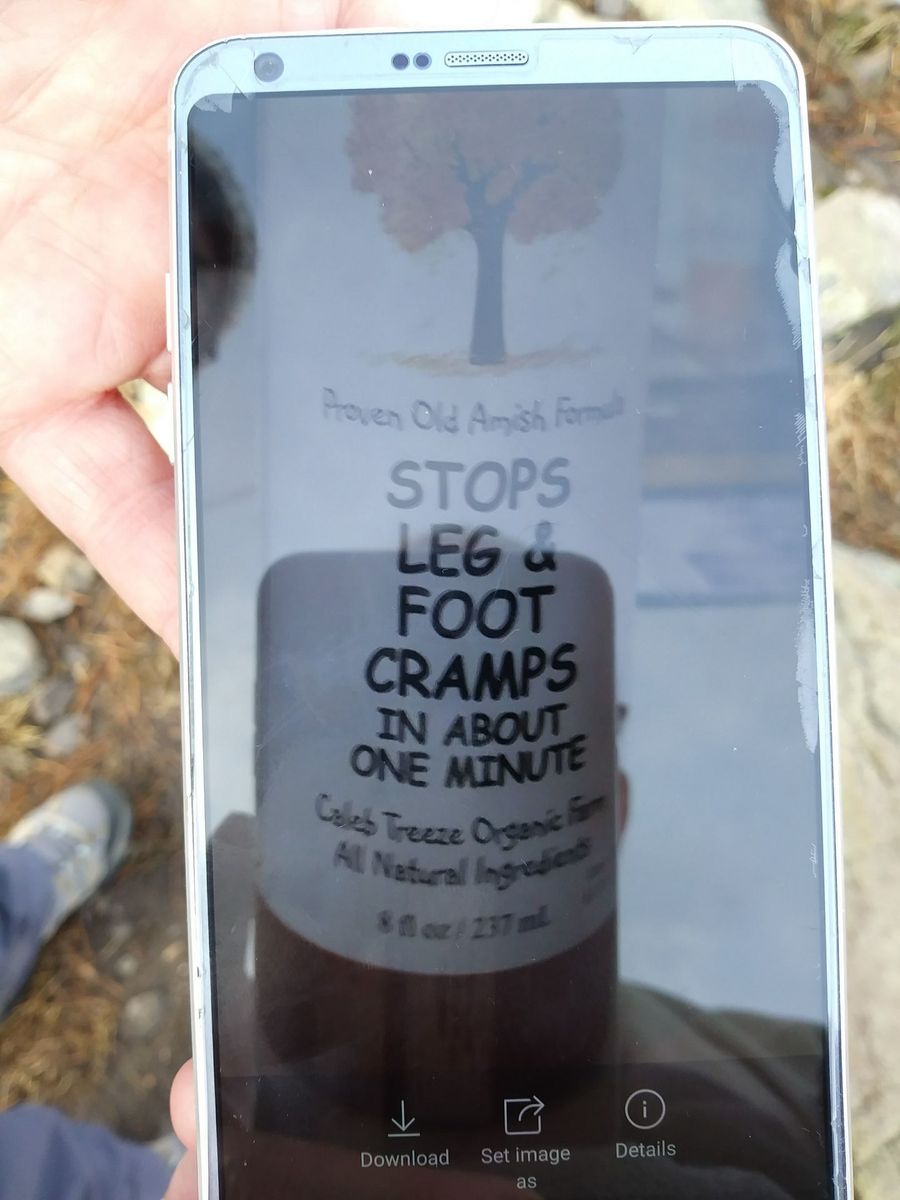 Proven Old Amish Formula
STOPS
LEG &
FOOT
CRAMPS
IN ABOUT
ONE MINUTE
Caleb Treeze Organic Farm
All Natural Ingredients
8 fl oz / 237 mL
Download
Set image
as
Details